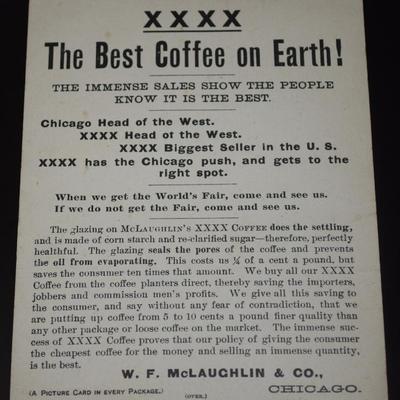 XXXX
The Best Coffee on Earth!
THE IMMENSE SALES SHOW THE PEOPLE
KNOW IT IS THE BEST.
Chicago Head of the West.
XXXX Head of the West.
XXXX Biggest Seller in the U. S.
XXXX has the Chicago push, and gets to the
right spot.
When we get the World's Fair, come and see us.
If we do not get the Fair, come and see us.
The glazing on McLAUGHLIN'S XXXX COFFEE does the settling,
and is made of corn starch and re-clarified sugar—therefore, perfectly
healthful. The glazing seals the pores of the coffee and prevents
the oil from evaporating. This costs us ¼ of a cent a pound, but
saves the consumer ten times that amount. We buy all our XXXX
Coffee from the coffee planters direct, thereby saving the importers,
jobbers and commission men's profits. We give all this saving to
the consumer, and say without any fear of contradiction, that we
are putting up coffee from 5 to 10 cents a pound finer quality than
any other package or loose coffee on the market. The immense suc-
cess of XXXX Coffee proves that our policy of giving the consumer
the cheapest coffee for the money and selling an immense quantity,
is the best.
W. F. McLAUGHLIN & CO.,
(A PICTURE CARD IN EVERY PACKAGE.) (OVER.) CHICAGO.